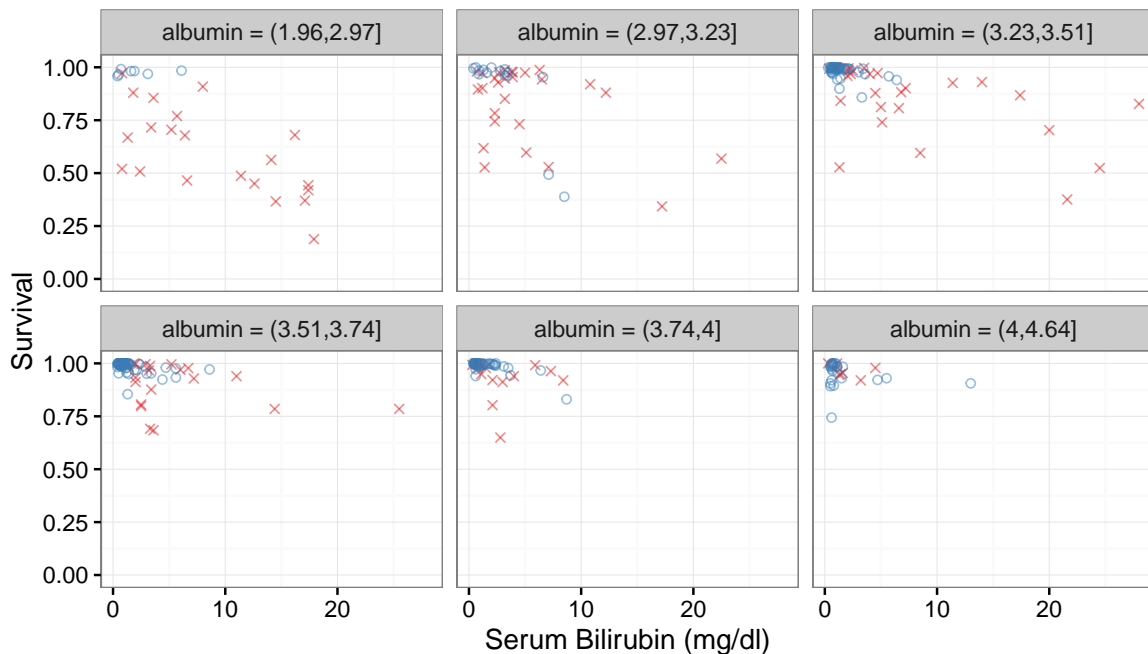 albumin = (1.96,2.97] albumin = (2.97,3.23] albumin = (3.23,3.51]
1.00
0.75
0.50
0.25
0.00
Survival
albumin = (3.51,3.74] albumin = (3.74,4] albumin = (4,4.64]
1.00
0.75
0.50
0.25
0.00
0 10 20 0 10 20 0 10 20
Serum Bilirubin (mg/dl)